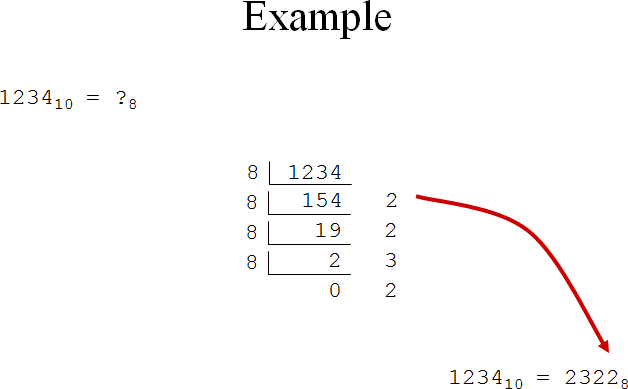 Example
1234₁₀ = ?₈
8 1234
8 154 2
8 19 2
8 2 3
0 2
1234₁₀ = 2322₈